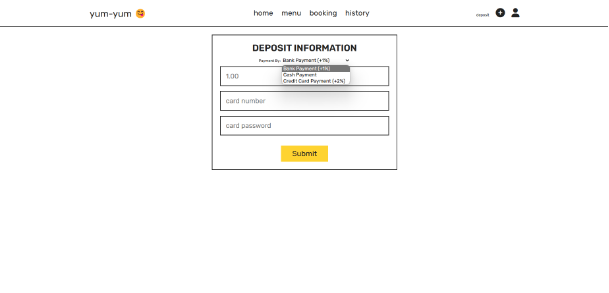 yum-yum 😋
home menu booking history
deposit
DEPOSIT INFORMATION
Payment By: Bank Payment (+1%)
Bank Payment (+1%)
Cash Payment
Credit Card Payment (+2%)
1.00
card number
card password
Submit